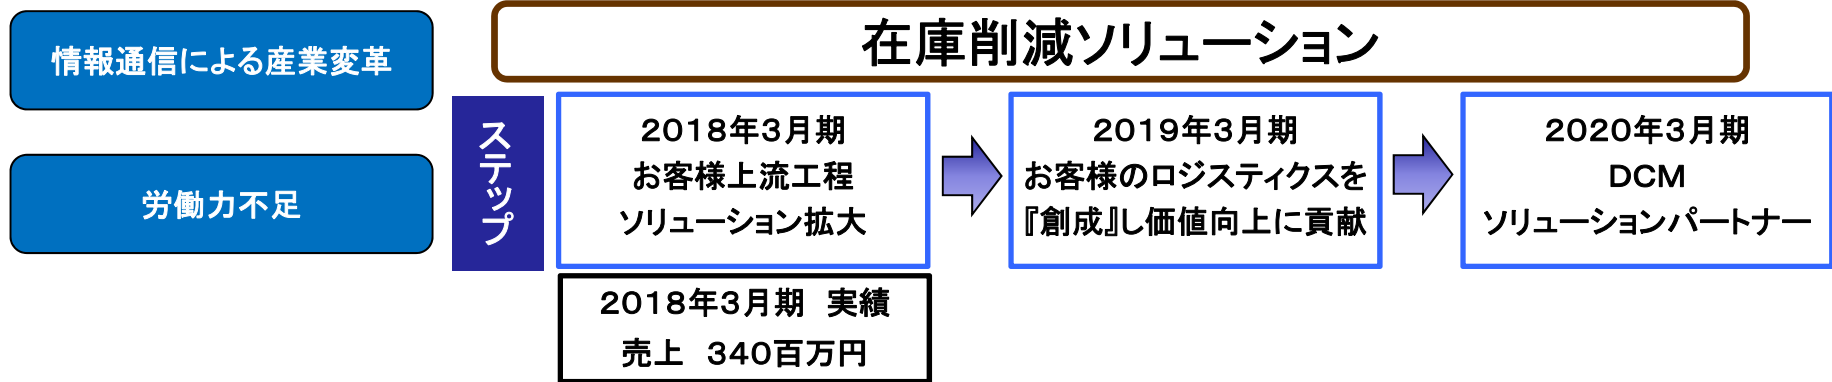 情報通信による産業変革
労働力不足
在庫削減ソリューション
ステップ
2018年3月期
お客様上流工程
ソリューション拡大
2019年3月期
お客様のロジスティクスを
『創成』し価値向上に貢献
2020年3月期
DCM
ソリューションパートナー
2018年3月期　実績
売上　340百万円